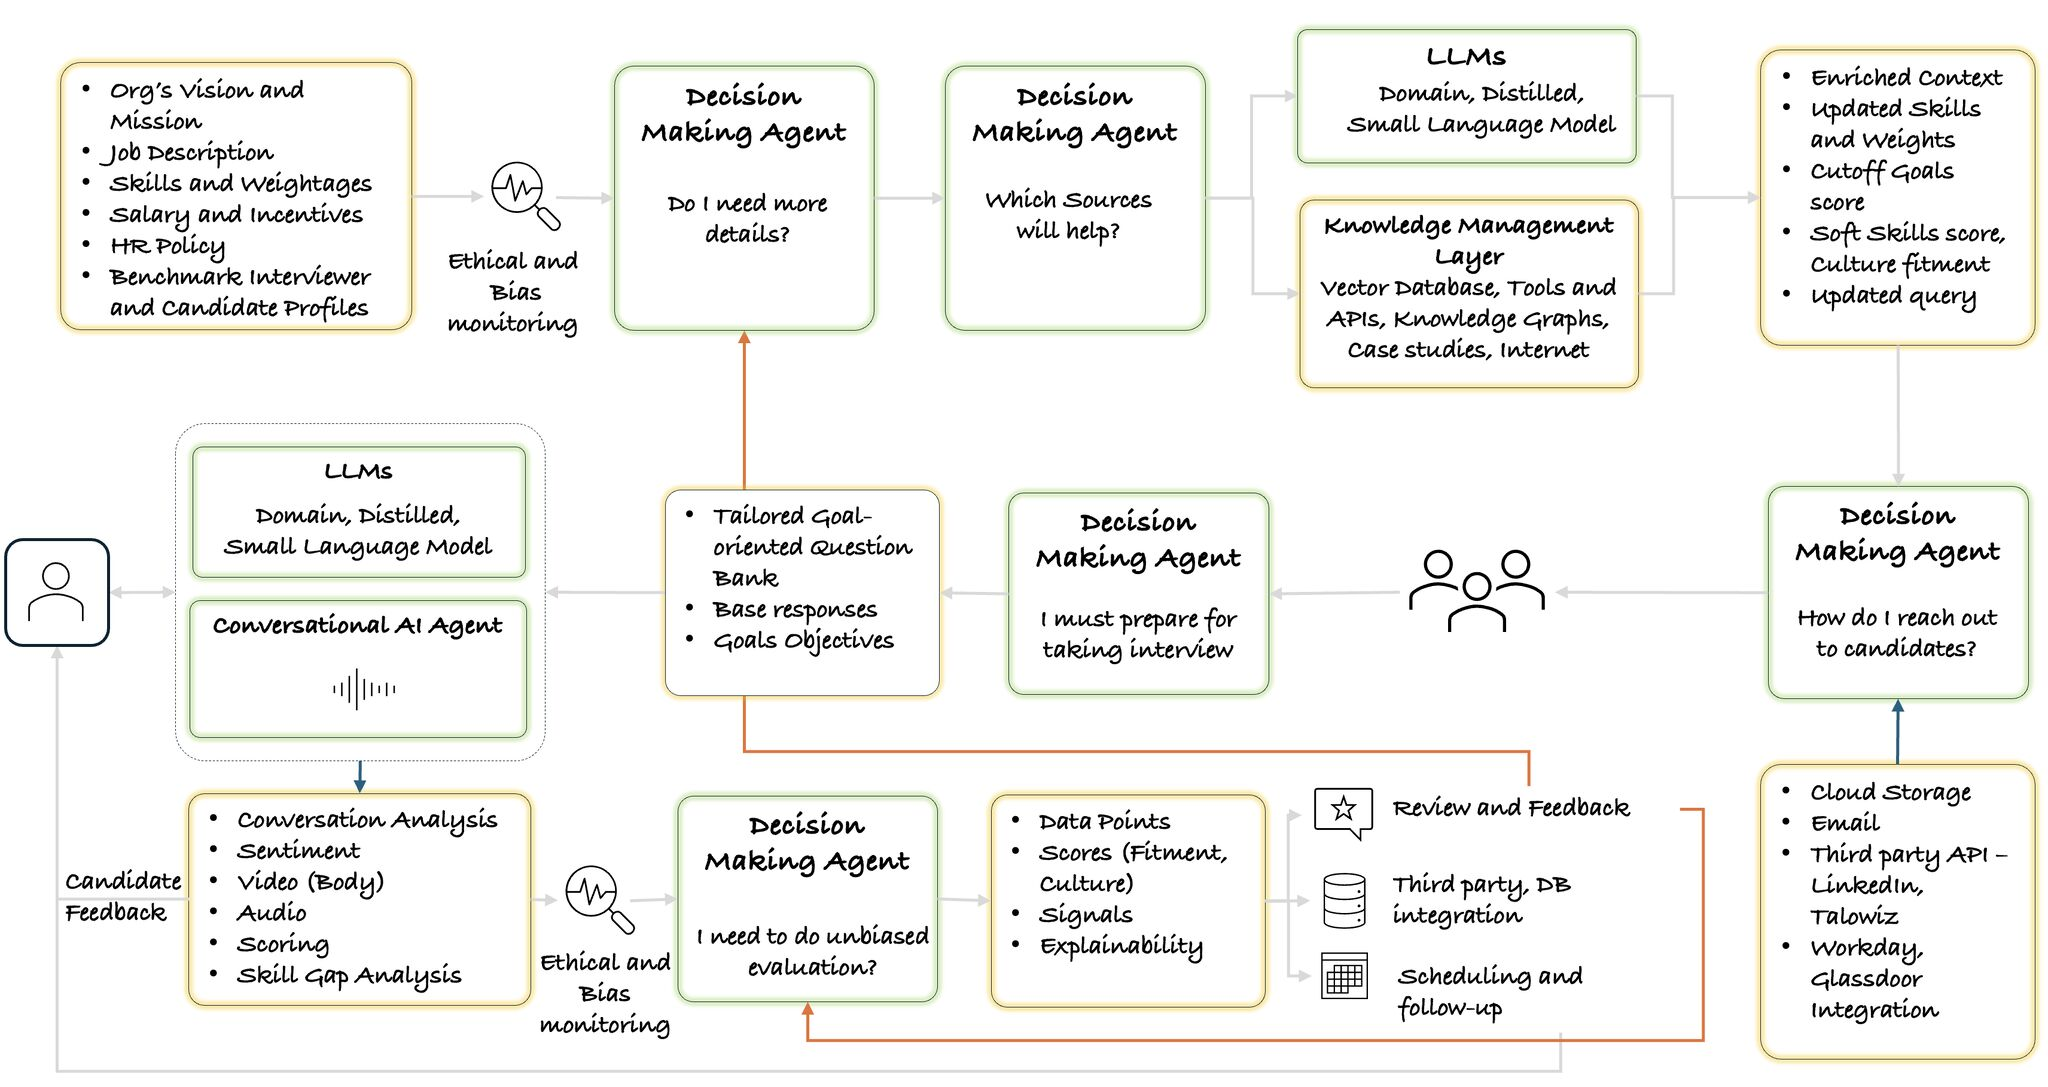 • Org's Vision and
Mission
• Job Description
• Skills and Weightages
• Salary and Incentives
• HR Policy
• Benchmark Interviewer
and Candidate Profiles
Ethical and
Bias
monitoring
Decision
Making Agent
Do I need more
details?
Decision
Making Agent
Which Sources
will help?
LLMs
Domain, Distilled,
Small Language Model
Knowledge Management
Layer
Vector Database, Tools and
APIs, Knowledge Graphs,
Case studies, Internet
• Enriched Context
• Updated Skills
and Weights
• Cutoff Goals
score
• Soft Skills score,
Culture fitment
• Updated query
LLMs
Domain, Distilled,
Small Language Model
Conversational AI Agent
• Tailored Goal-
oriented Question
Bank
• Base responses
• Goals Objectives
Decision
Making Agent
I must prepare for
taking interview
Decision
Making Agent
How do I reach out
to candidates?
Candidate
Feedback
• Conversation Analysis
• Sentiment
• Video (Body)
• Audio
• Scoring
• Skill Gap Analysis
Ethical and
Bias
monitoring
Decision
Making Agent
I need to do unbiased
evaluation?
• Data Points
• Scores (Fitment,
Culture)
• Signals
• Explainability
Review and Feedback
Third party, DB
integration
Scheduling and
follow-up
• Cloud Storage
• Email
• Third party API –
LinkedIn,
Talowiz
• Workday,
Glassdoor
Integration